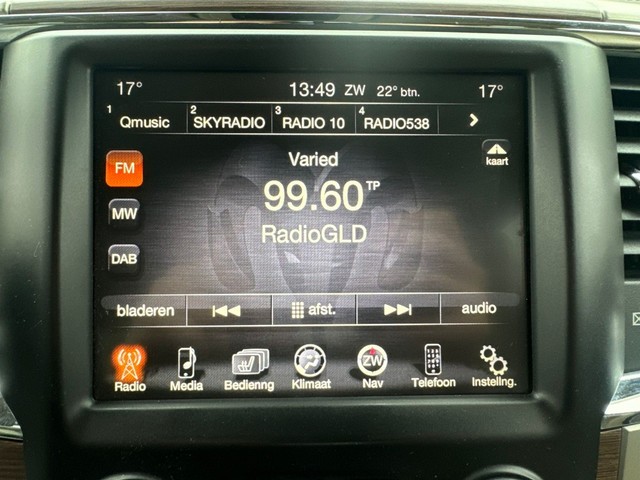 17° 13:49 ZW 22° btn. 17°
1 Qmusic 2 SKYRADIO 3 RADIO 10 4 RADIO538 >
FM Varied kaart
99.60 TP
MW RadioGLD
DAB
bladeren afst. audio
ZW
Radio Media Bedienng Klimaat Nav Telefoon Instellng.